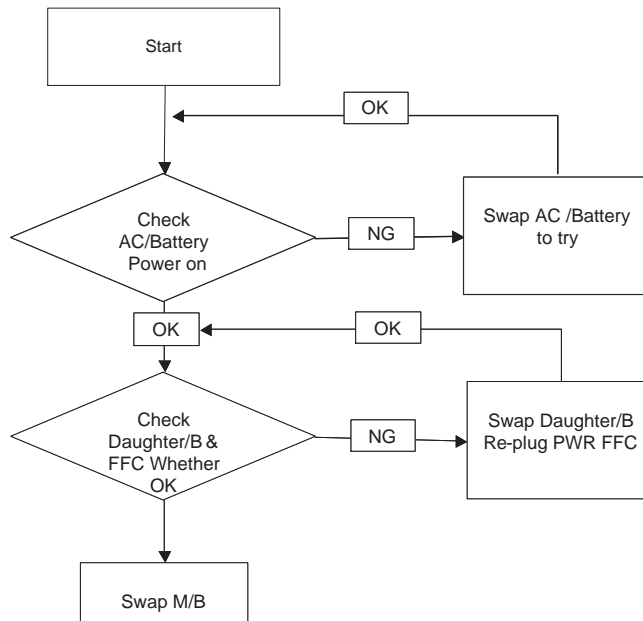 Start
OK
Check
AC/Battery
Power on
NG
Swap AC /Battery
to try
OK
OK
Check
Daughter/B &
FFC Whether
OK
NG
Swap Daughter/B
Re-plug PWR FFC
Swap M/B